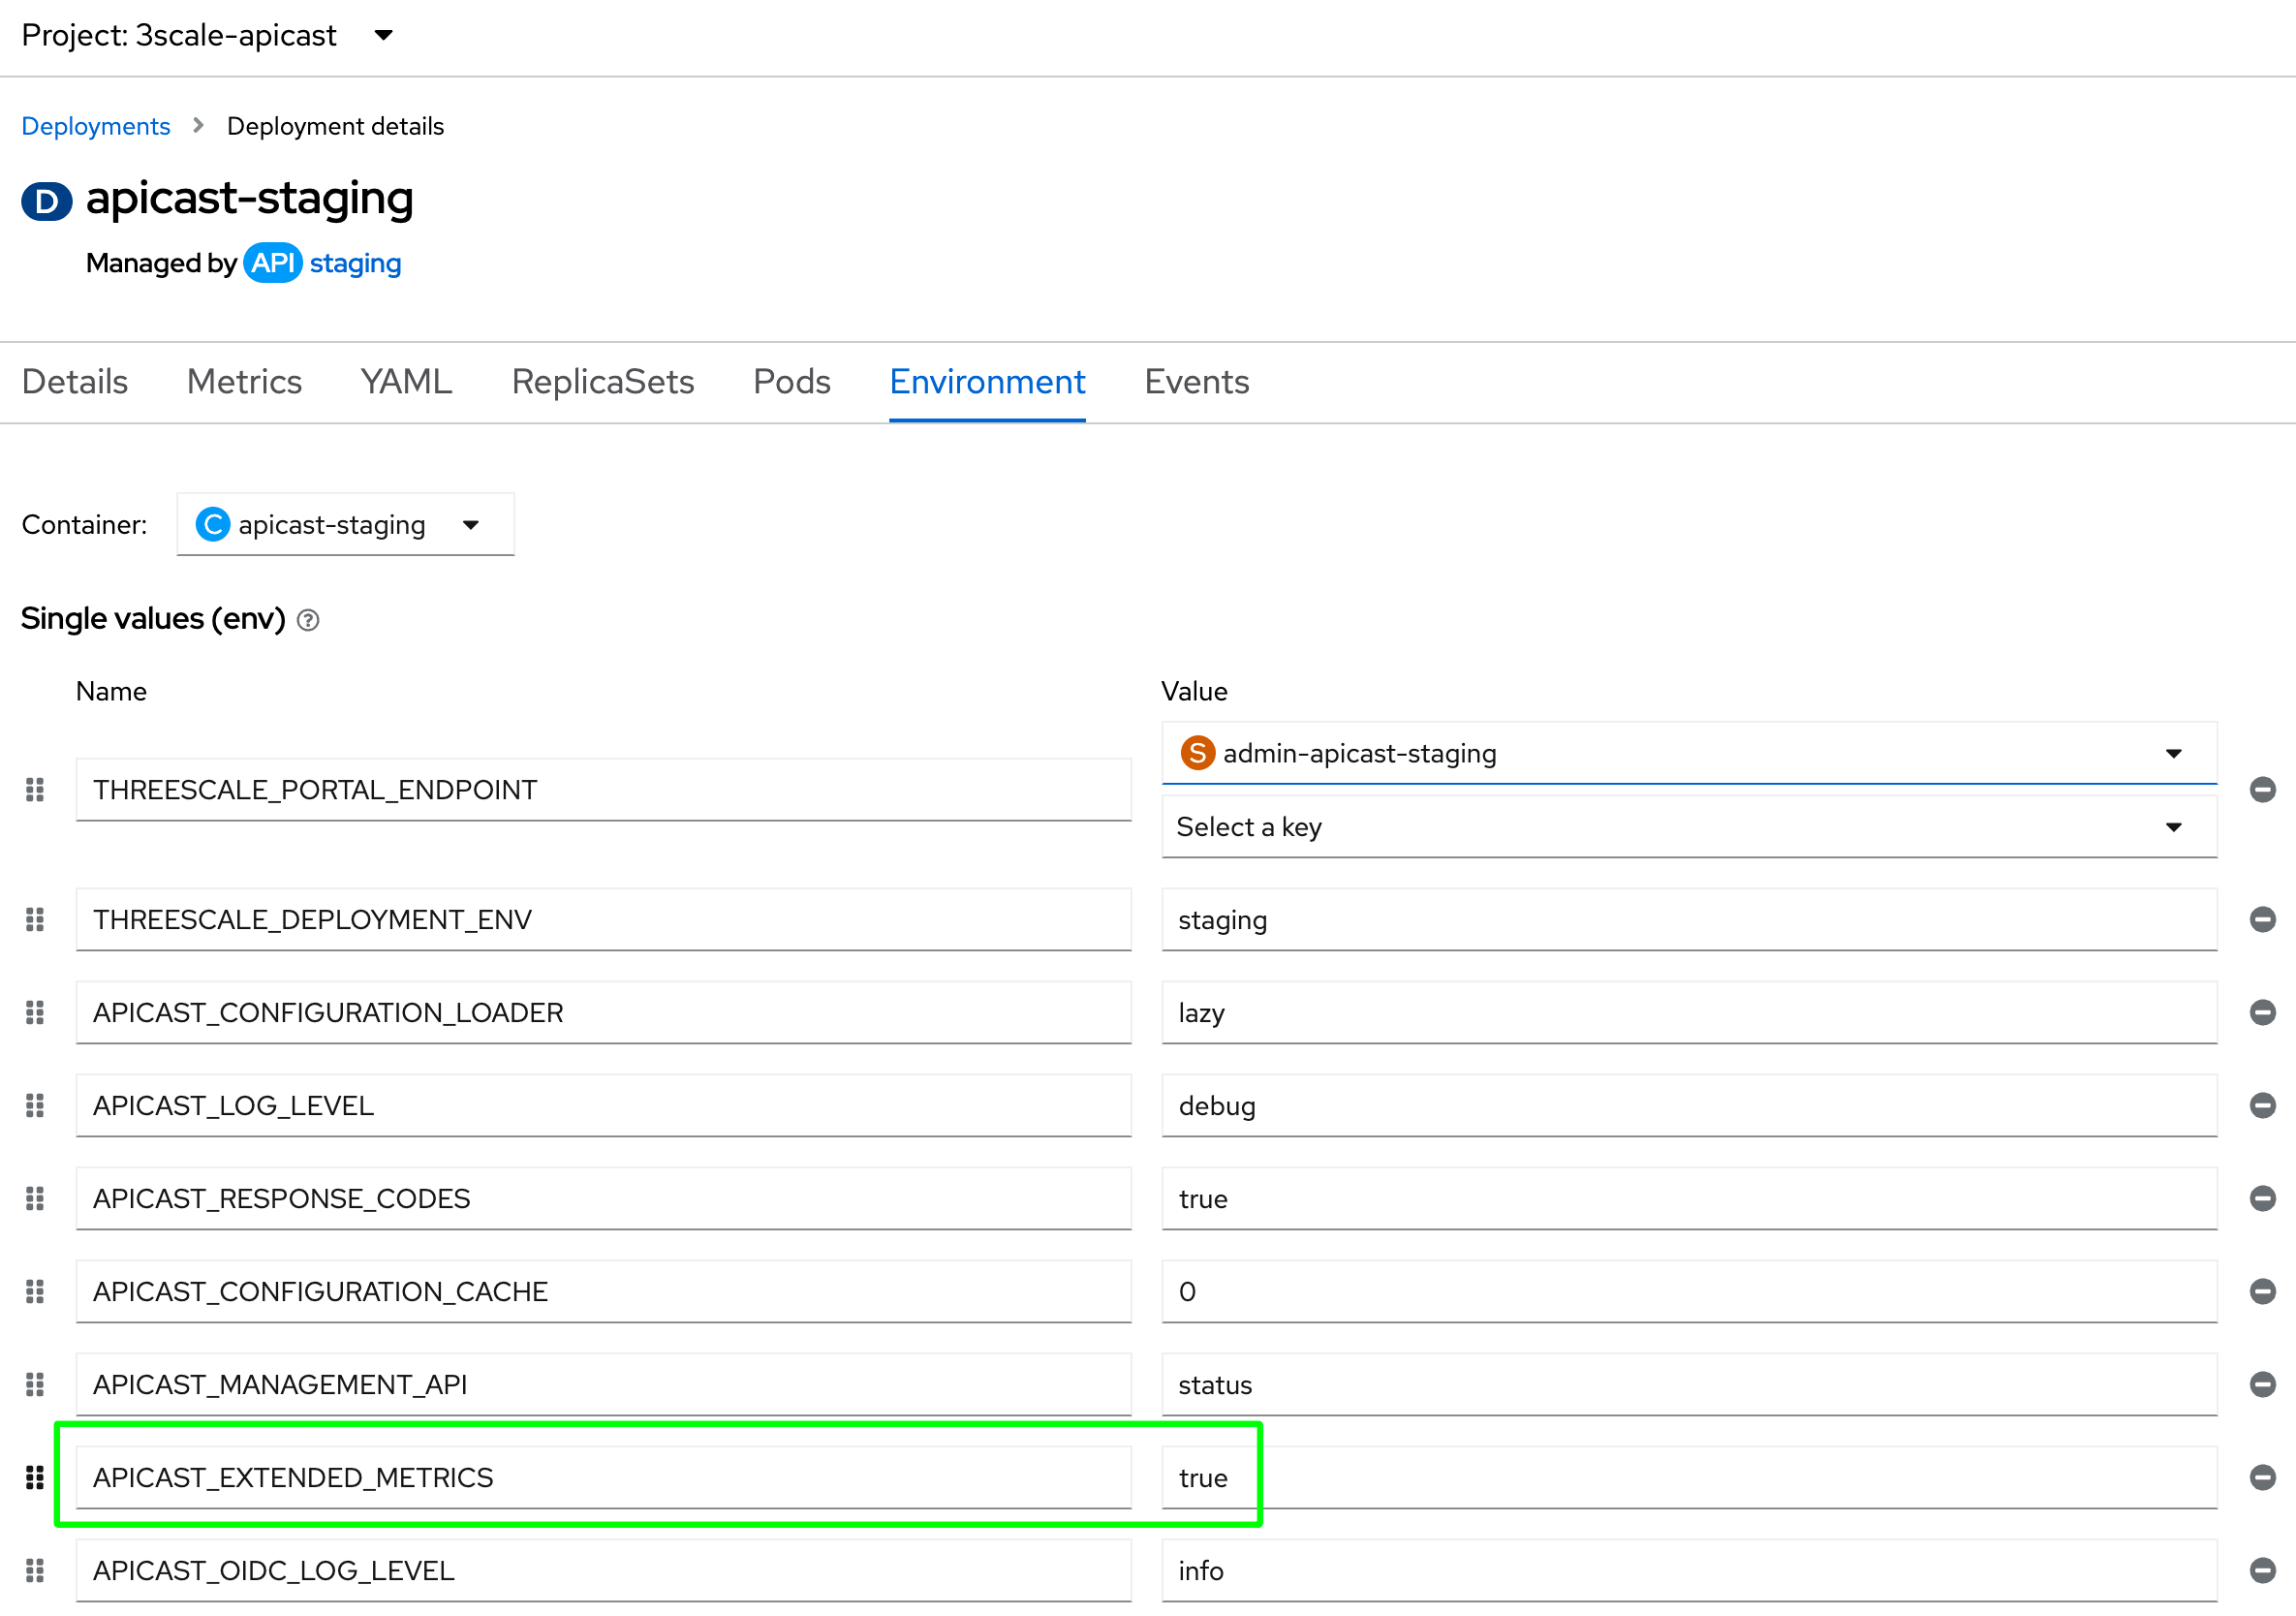 Project: 3scale-apicast
Deployments > Deployment details
D apicast-staging
Managed by API staging
Details Metrics YAML ReplicaSets Pods Environment Events
Container: C apicast-staging
Single values (env) ?
Name Value
THREESCALE_PORTAL_ENDPOINT S admin-apicast-staging
Select a key
THREESCALE_DEPLOYMENT_ENV staging
APICAST_CONFIGURATION_LOADER lazy
APICAST_LOG_LEVEL debug
APICAST_RESPONSE_CODES true
APICAST_CONFIGURATION_CACHE 0
APICAST_MANAGEMENT_API status
APICAST_EXTENDED_METRICS true
APICAST_OIDC_LOG_LEVEL info